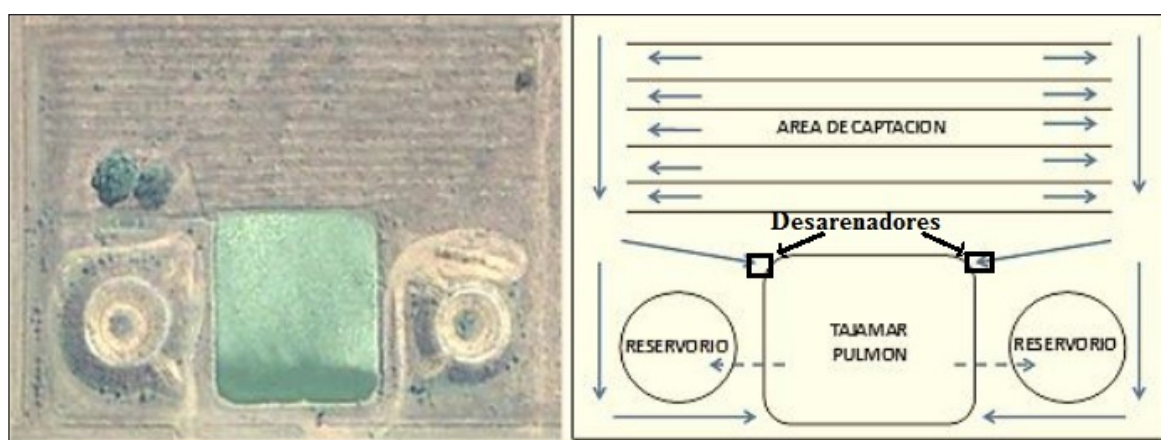 AREA DE CAPTACION
Desarenadores
RESERVORIO
TAJAMAR
PULMON
RESERVORIO